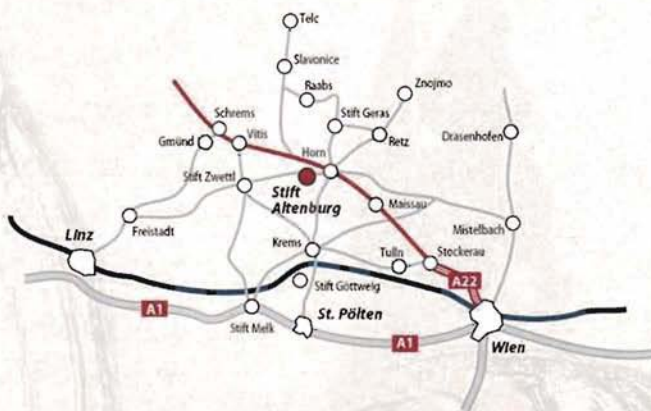 Telc
Slavonice
Raabs
Znojmo
Schrems
Stift Geras
Gmünd
Vitis
Retz
Drasenhofen
Horn
Stift Zwettl
Stift
Altenburg
Maissau
Freistadt
Mistelbach
Linz
Krems
Tulln
Stockerau
A22
Stift Göttweig
A1
Stift Melk
St. Pölten
A1
Wien